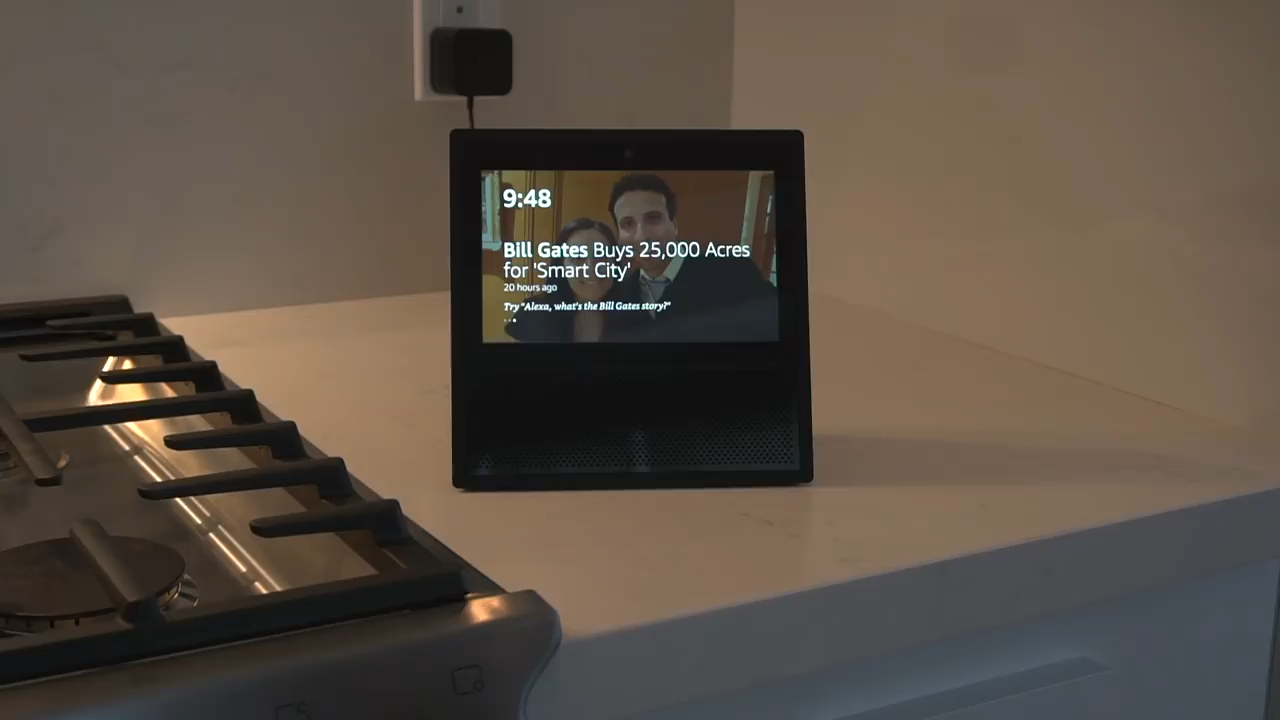 9:48
Bill Gates Buys 25,000 Acres
for 'Smart City'
20 hours ago
Try "Alexa, what's the Bill Gates story?"